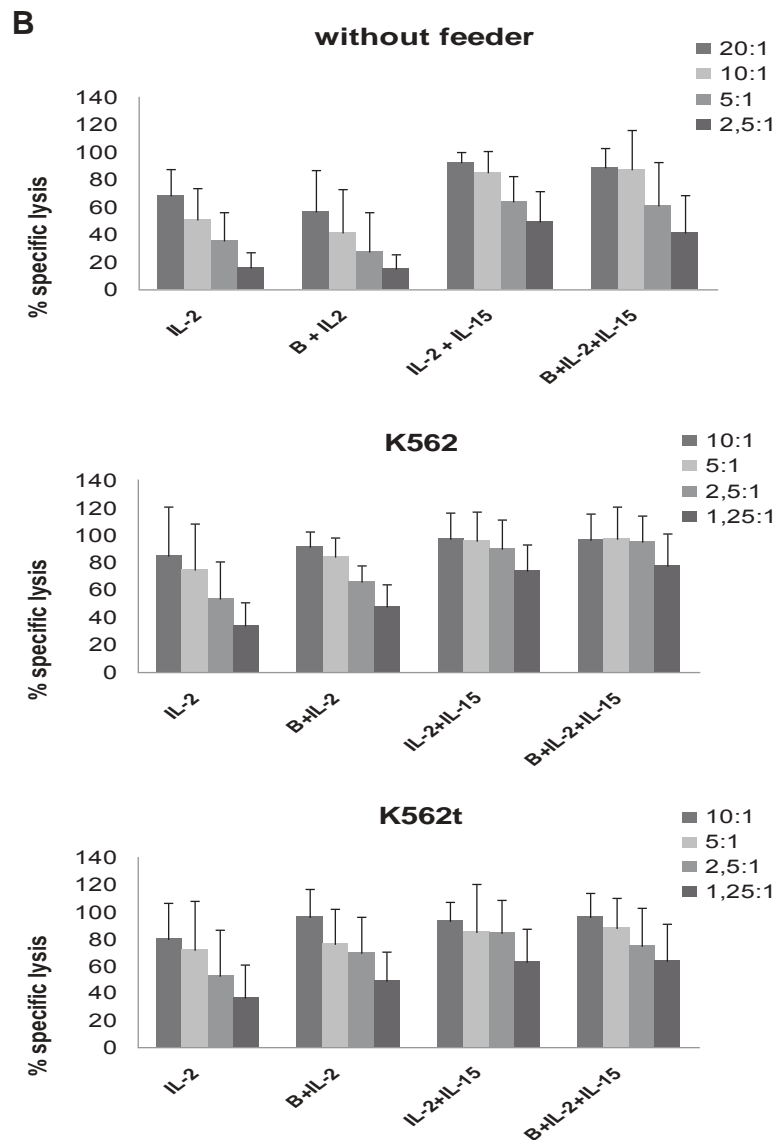 B
without feeder
20:1
10:1
5:1
2,5:1
140
120
100
80
60
40
20
0
% specific lysis
IL-2
B + IL2
IL-2 + IL-15
B+IL-2+IL-15
K562
10:1
5:1
2,5:1
1,25:1
140
120
100
80
60
40
20
0
% specific lysis
IL-2
B+IL-2
IL-2+IL-15
B+IL-2+IL-15
K562t
10:1
5:1
2,5:1
1,25:1
140
120
100
80
60
40
20
0
% specific lysis
IL-2
B+IL-2
IL-2+IL-15
B+IL-2+IL-15